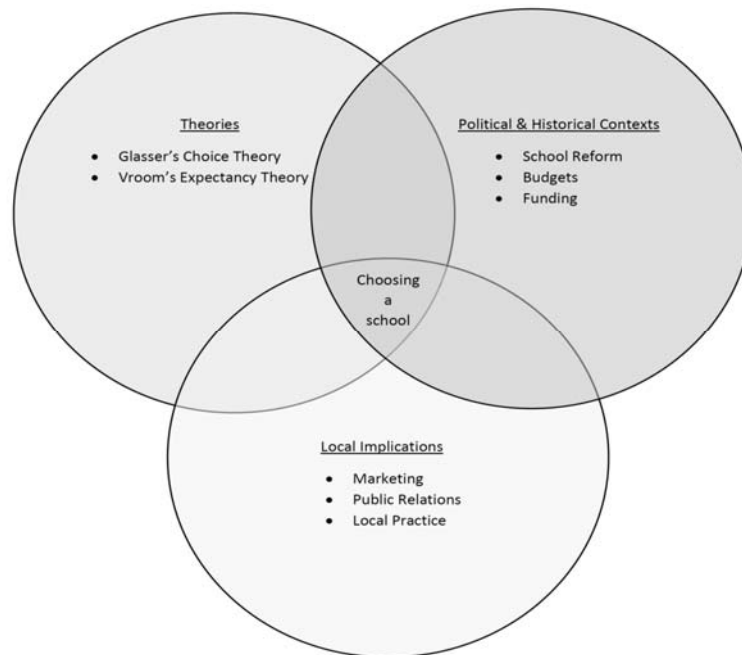 Theories
• Glasser's Choice Theory
• Vroom's Expectancy Theory
Political & Historical Contexts
• School Reform
• Budgets
• Funding
Choosing
a
school
Local Implications
• Marketing
• Public Relations
• Local Practice